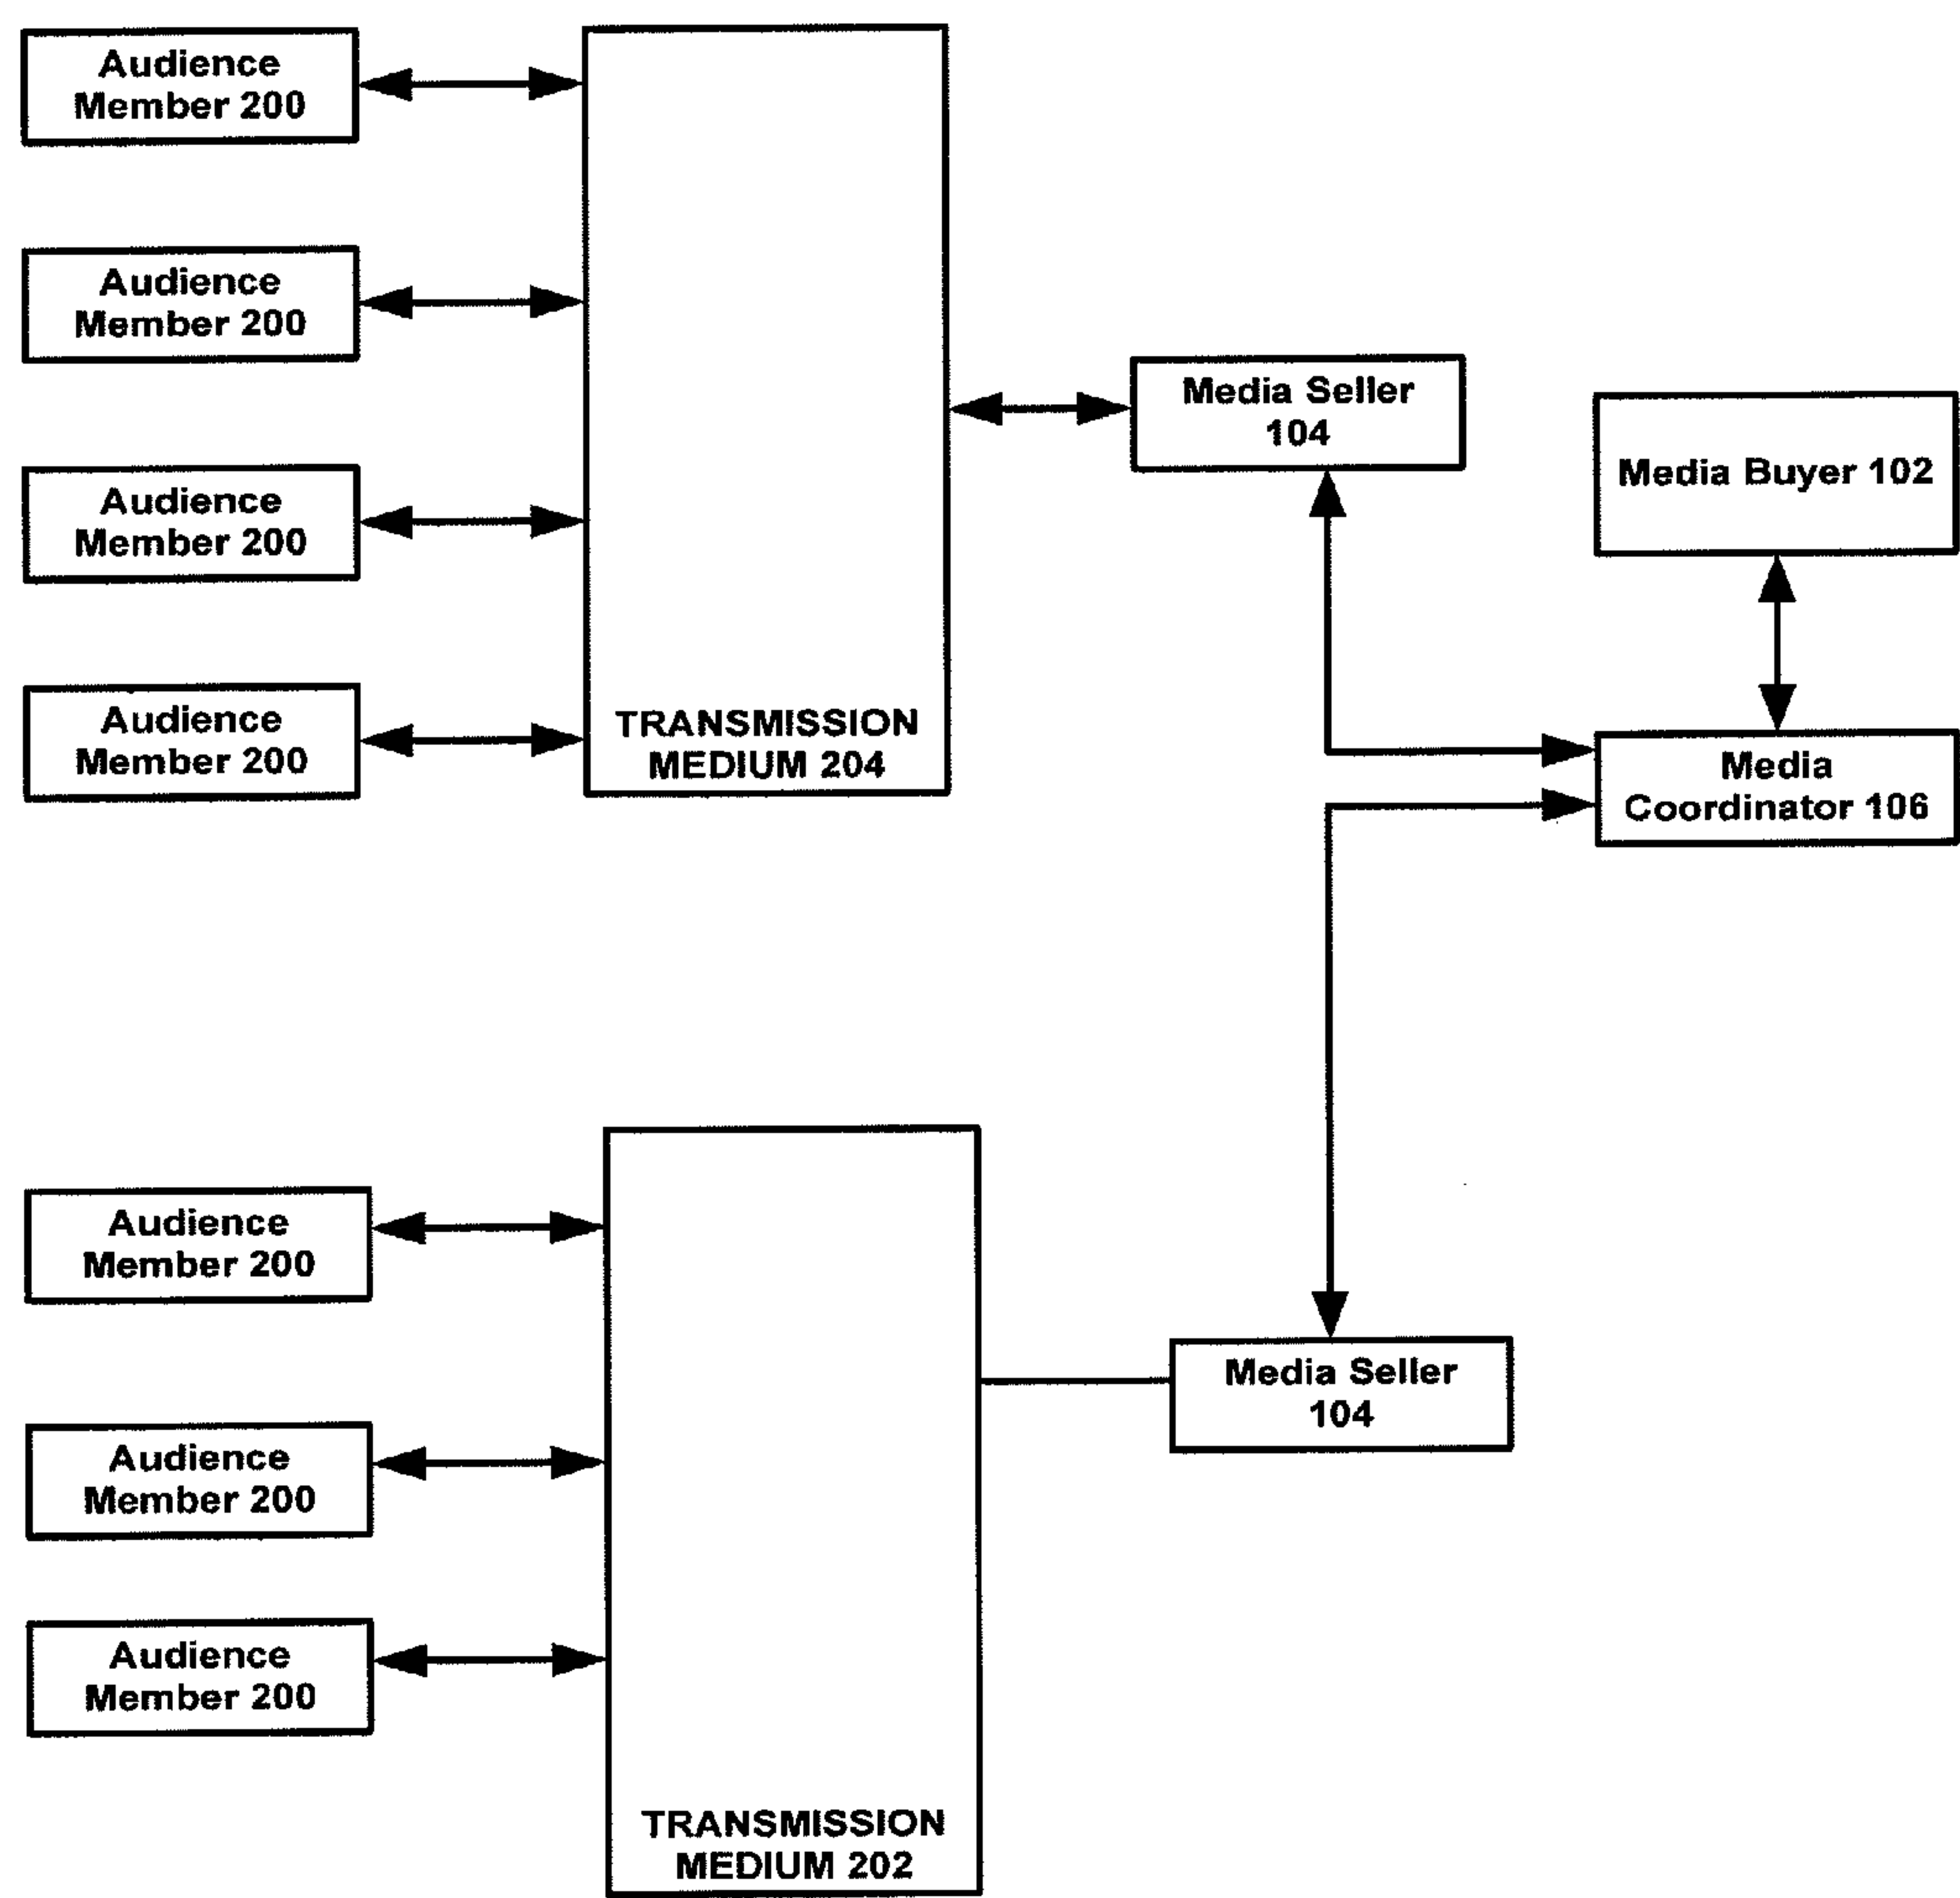 Audience
Member 200
Audience
Member 200
Audience
Member 200
Audience
Member 200
TRANSMISSION
MEDIUM 204
Media Seller
104
Media Buyer 102
Media
Coordinator 106
Audience
Member 200
Audience
Member 200
Audience
Member 200
TRANSMISSION
MEDIUM 202
Media Seller
104